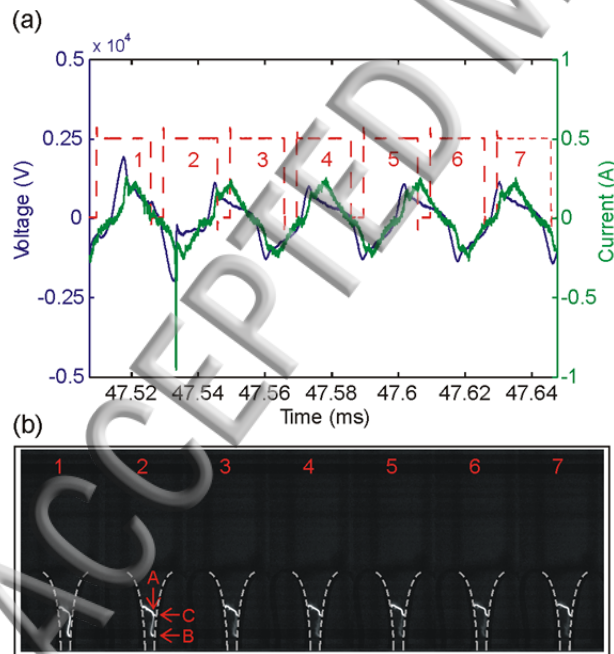 (a)
x 10⁴
0.5
0.25
0
-0.25
-0.5
Voltage (V)
1 2 3 4 5 6 7
1
0.5
0
-0.5
-1
Current (A)
47.52 47.54 47.56 47.58 47.6 47.62 47.64
Time (ms)
(b)
1 2 3 4 5 6 7
A
C
B
ACCEPTED M